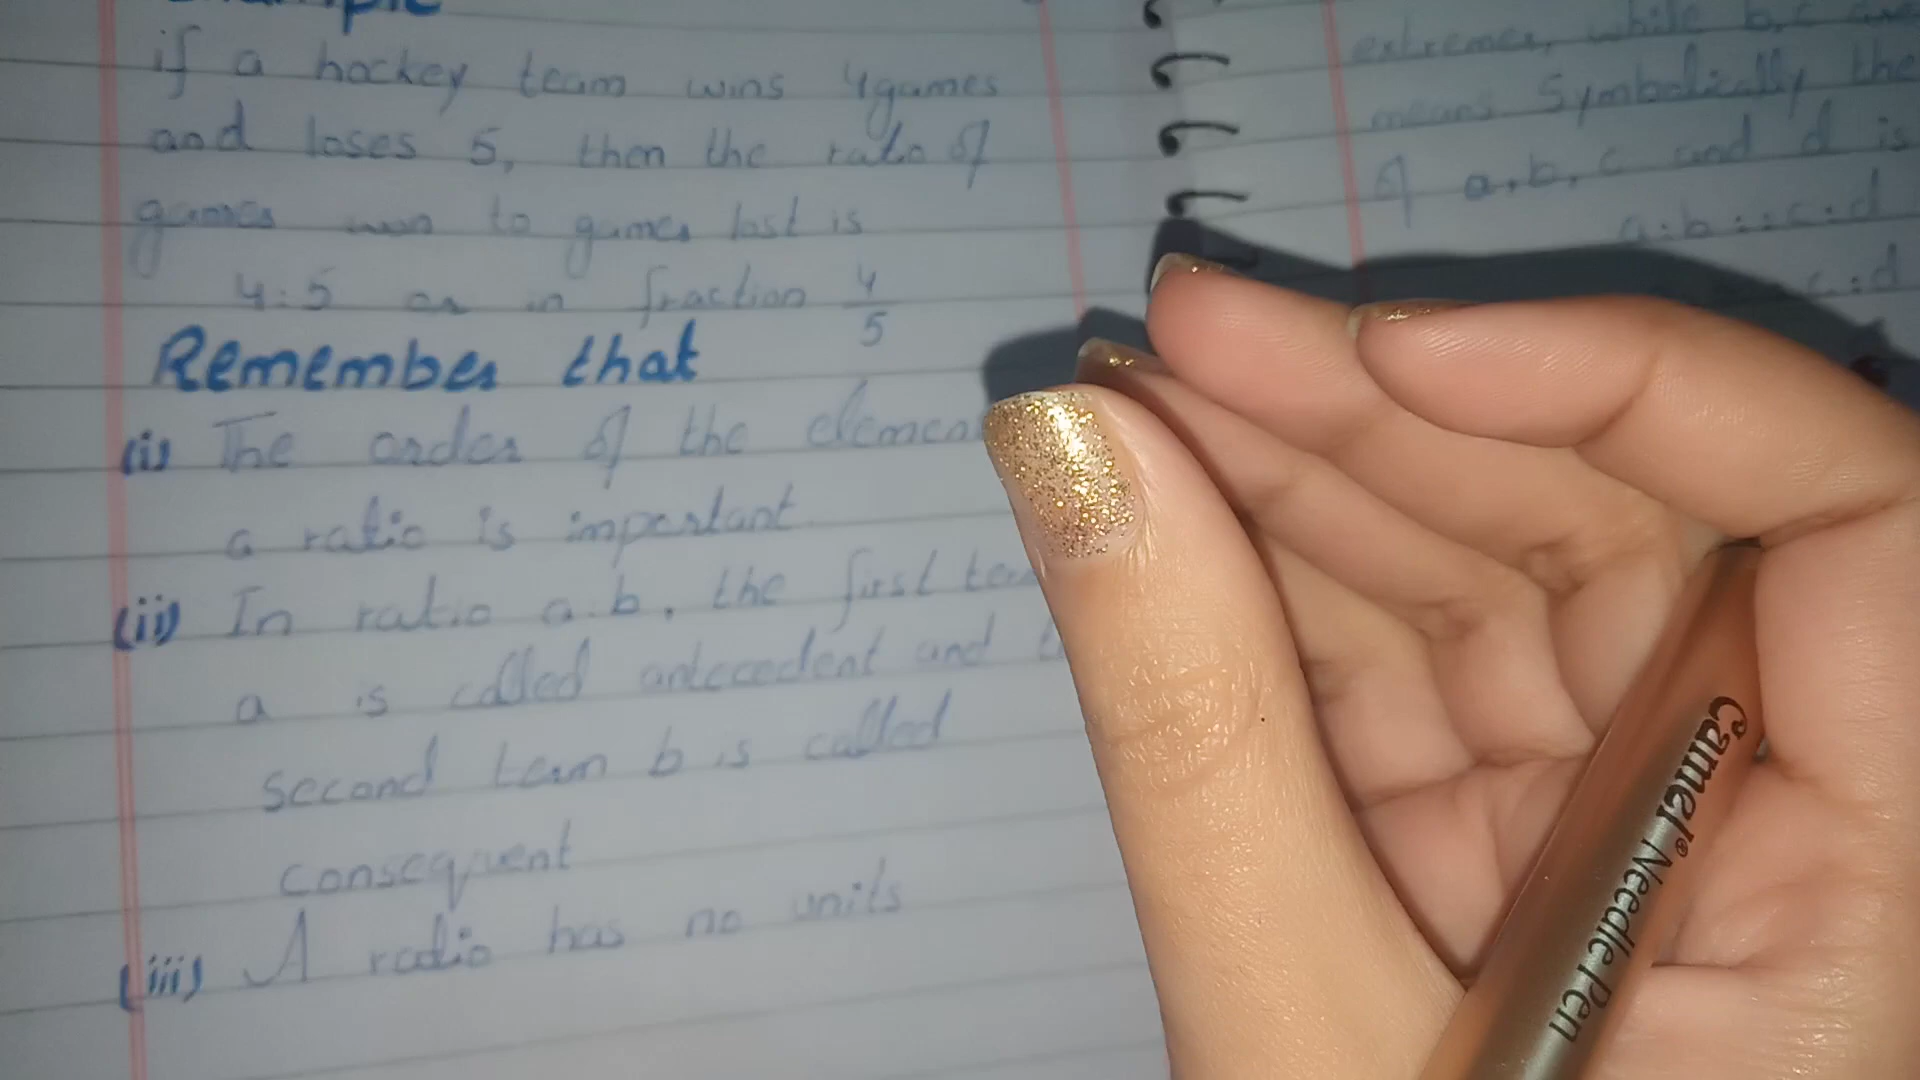 if a hockey team wins 4games
and loses 5, then the ratio of
games won to games lost is
4:5 or in fraction 4/5
Remember that
(i) The order of the element
a ratio is important
(ii) In ratio a:b, the first
a is called antecedent and
second term b is called
consequent
(iii) A ratio has no units
extremes, while b, c are
means Symbolically the
of a, b, c and d is
a:b::c:d
c:d
Camel® Needle Pen